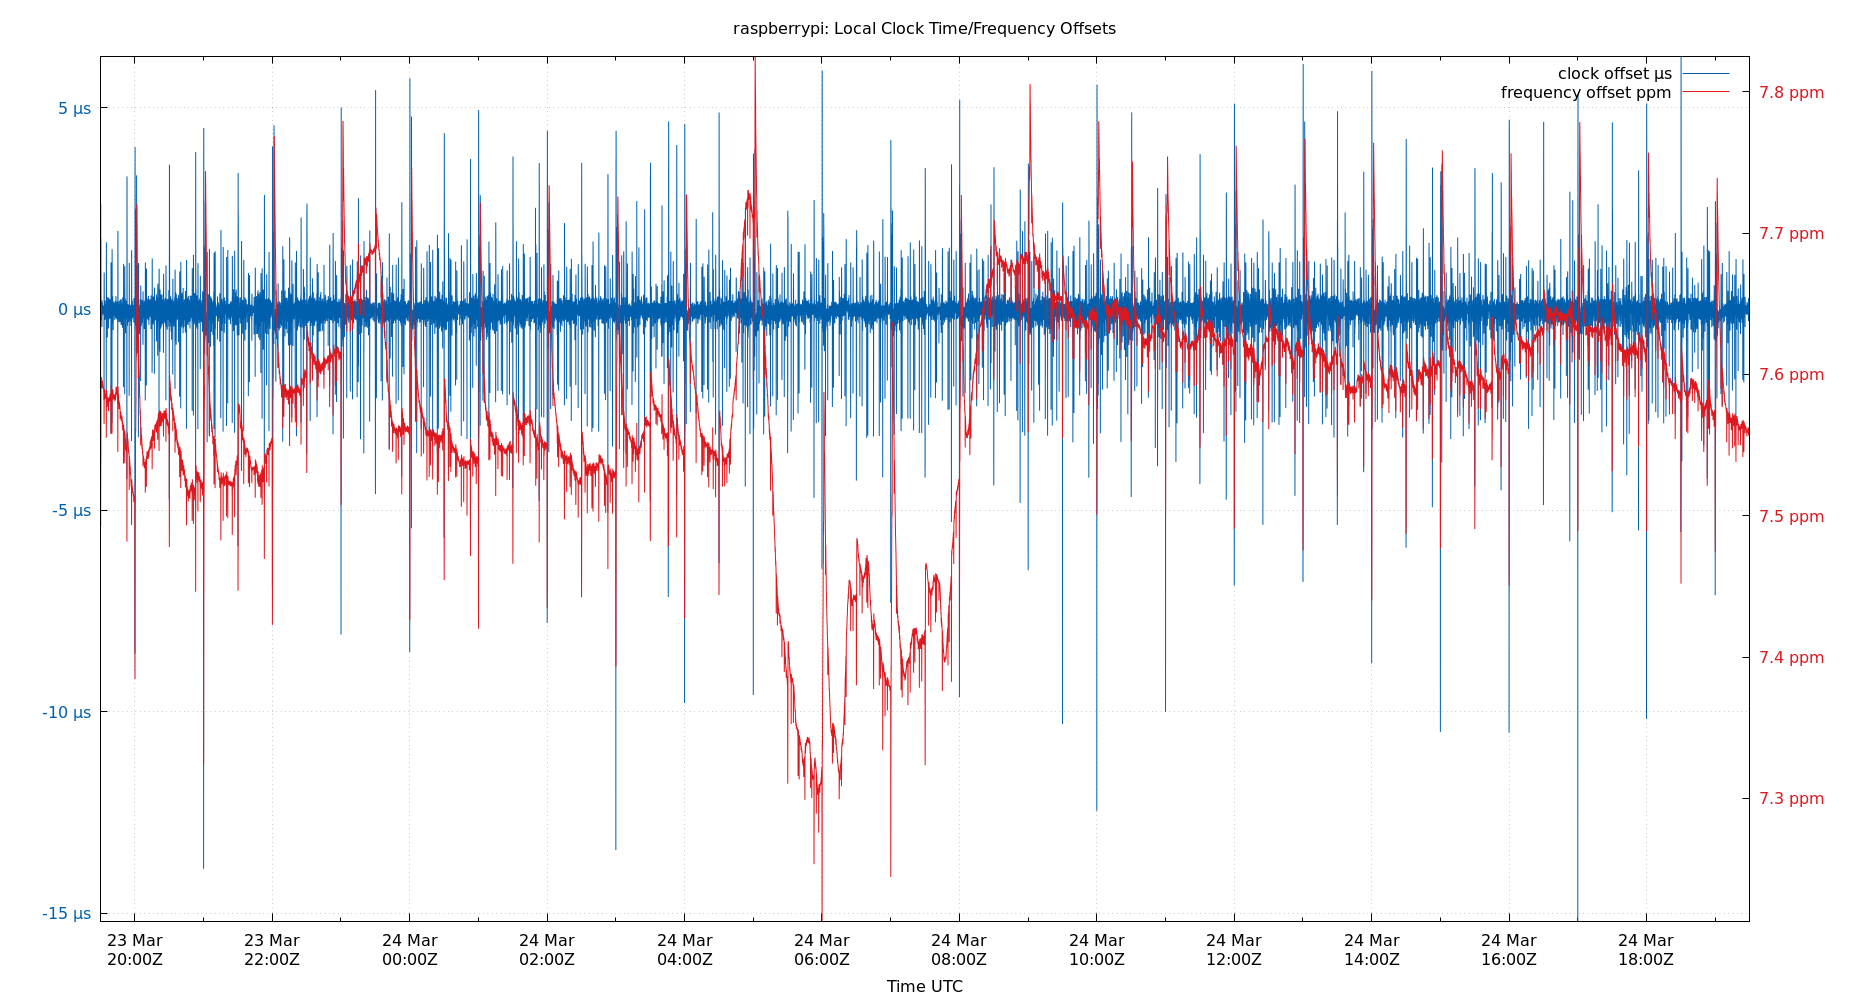 raspberrypi: Local Clock Time/Frequency Offsets
clock offset µs
frequency offset ppm
5 µs
0 µs
-5 µs
-10 µs
-15 µs
7.8 ppm
7.7 ppm
7.6 ppm
7.5 ppm
7.4 ppm
7.3 ppm
23 Mar
20:00Z
23 Mar
22:00Z
24 Mar
00:00Z
24 Mar
02:00Z
24 Mar
04:00Z
24 Mar
06:00Z
24 Mar
08:00Z
24 Mar
10:00Z
24 Mar
12:00Z
24 Mar
14:00Z
24 Mar
16:00Z
24 Mar
18:00Z
Time UTC